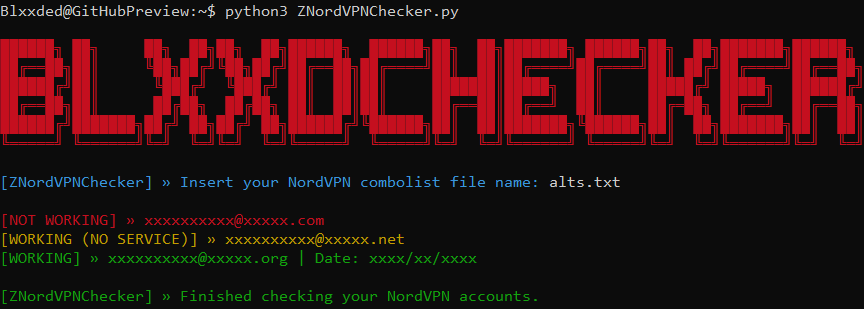 Blxxded@GitHubPreview:~$ python3 ZNordVPNChecker.py
BLXXDCHECKER
[ZNordVPNChecker] » Insert your NordVPN combolist file name: alts.txt
[NOT WORKING] » xxxxxxxxxx@xxxxx.com
[WORKING (NO SERVICE)] » xxxxxxxxxx@xxxxx.net
[WORKING] » xxxxxxxxxx@xxxxx.org | Date: xxxx/xx/xxxx
[ZNordVPNChecker] » Finished checking your NordVPN accounts.